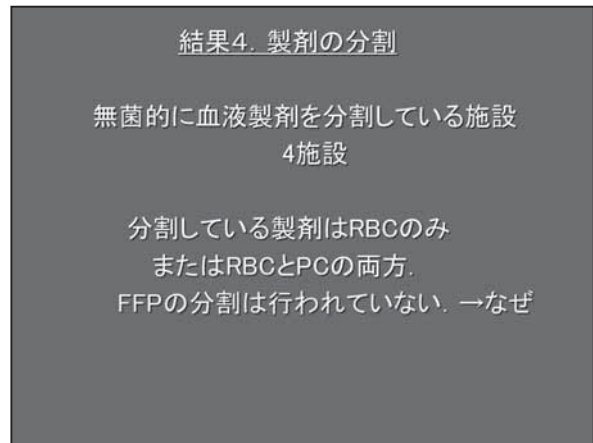 結果4. 製剤の分割
無菌的に血液製剤を分割している施設
4施設
分割している製剤はRBCのみ
またはRBCとPCの両方.
FFPの分割は行われていない. →なぜ